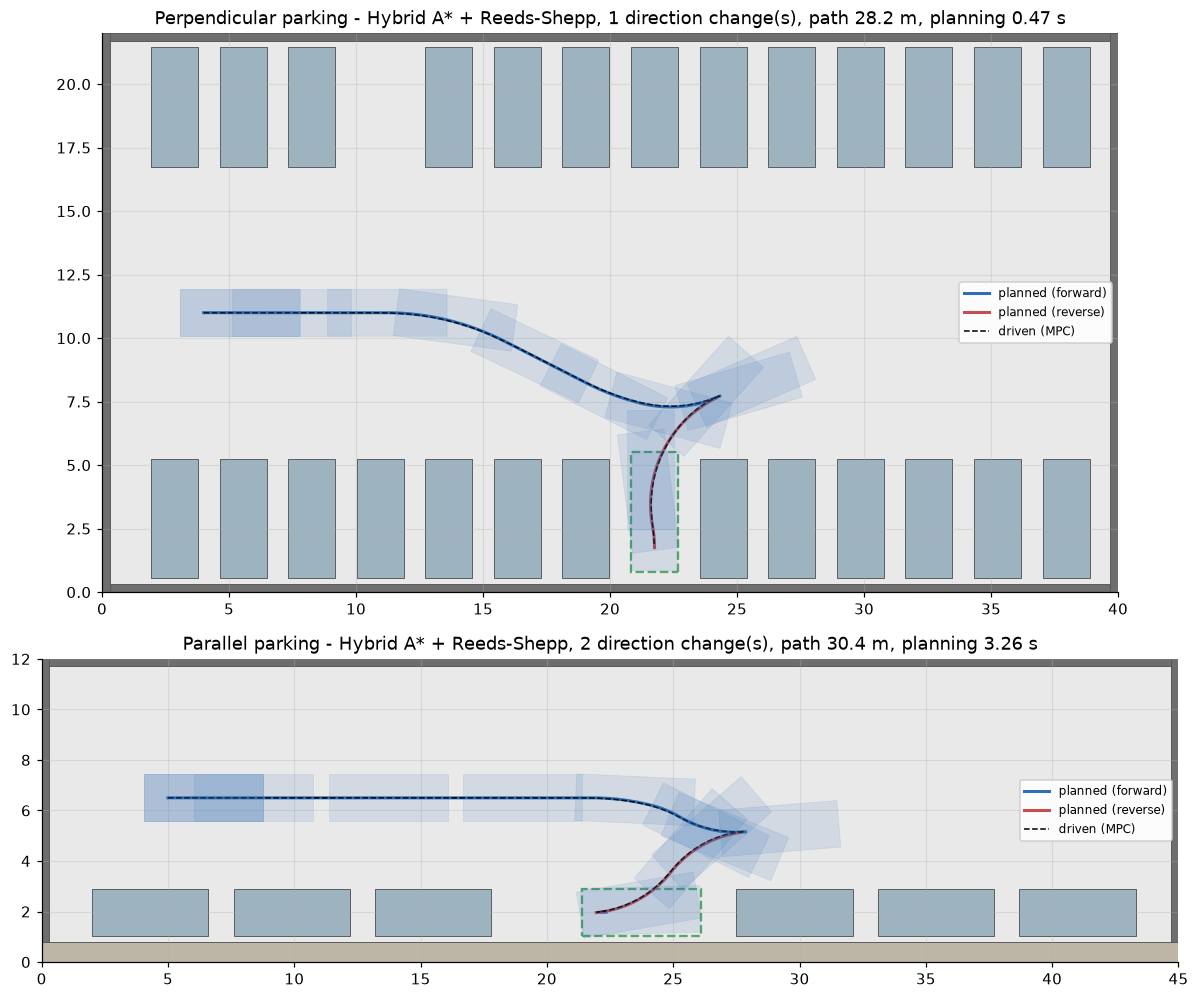 Perpendicular parking - Hybrid A* + Reeds-Shepp, 1 direction change(s), path 28.2 m, planning 0.47 s
20.0
17.5
15.0
12.5
10.0
7.5
5.0
2.5
0.0
planned (forward)
planned (reverse)
driven (MPC)
0 5 10 15 20 25 30 35 40
Parallel parking - Hybrid A* + Reeds-Shepp, 2 direction change(s), path 30.4 m, planning 3.26 s
12
10
8
6
4
2
0
planned (forward)
planned (reverse)
driven (MPC)
0 5 10 15 20 25 30 35 40 45